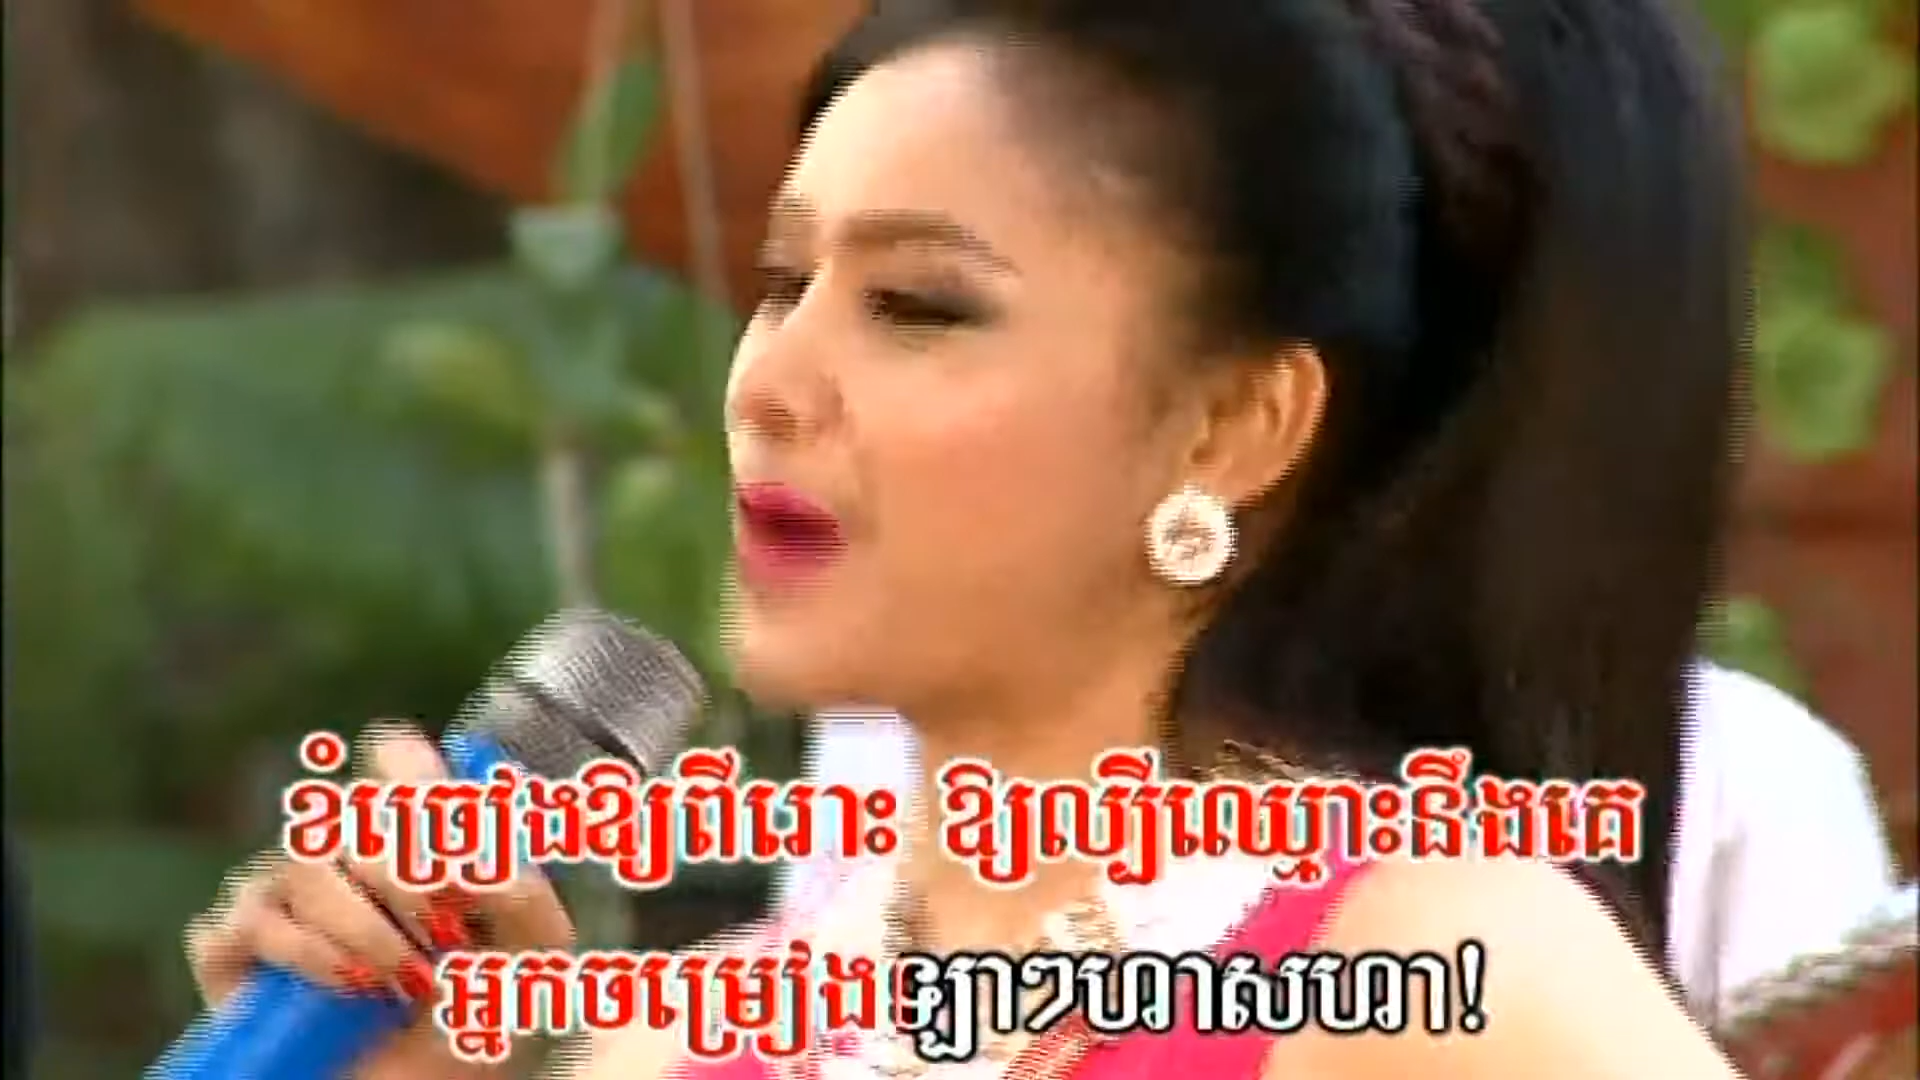 ខំច្រៀងឱ្យពីរោះ ឱ្យល្បីឈ្មោះនឹងគេ
អ្នកចម្រៀងឡាៗហាសហា!